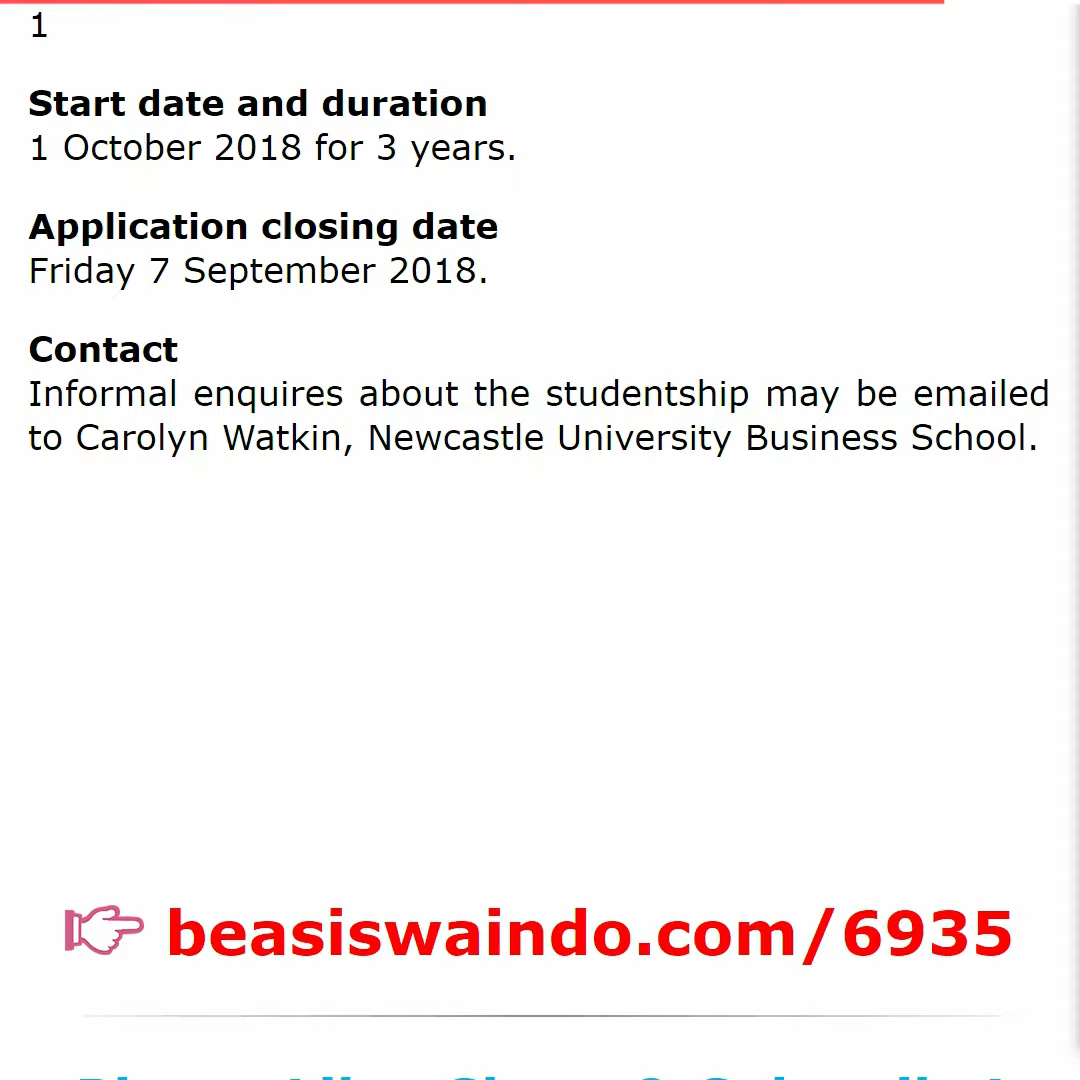 1
Start date and duration
1 October 2018 for 3 years.
Application closing date
Friday 7 September 2018.
Contact
Informal enquires about the studentship may be emailed
to Carolyn Watkin, Newcastle University Business School.
beasiswaindo.com/6935